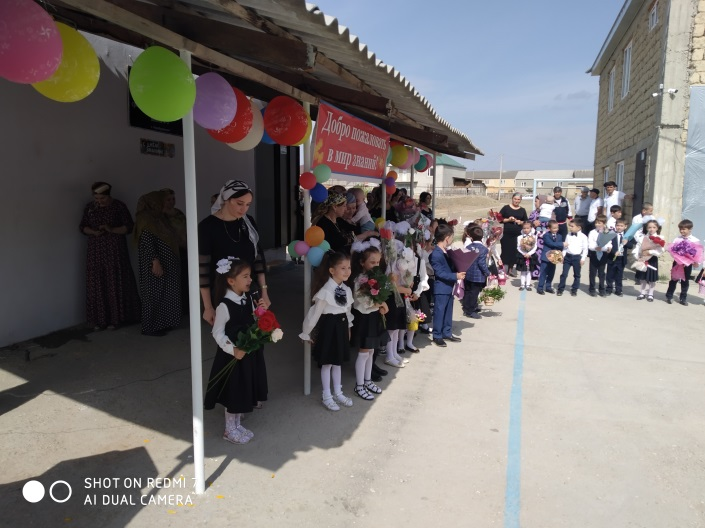 Добро пожаловать
в мир знаний!
SHOT ON REDMI 7
AI DUAL CAMERA